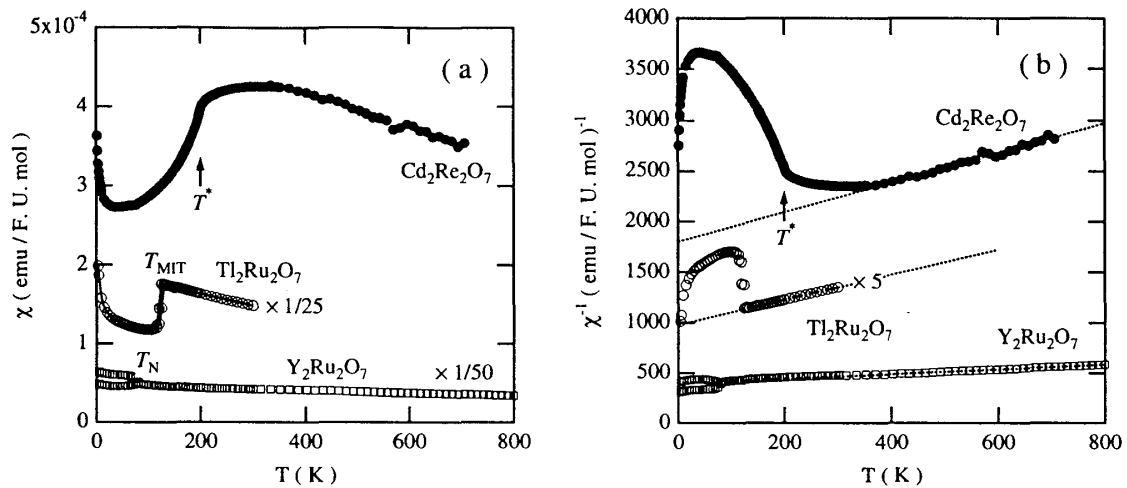 5x10⁻⁴
4
3
2
1
0
χ ( emu / F. U. mol )
( a )
Cd₂Re₂O₇
T*
T_MIT
Tl₂Ru₂O₇
× 1/25
T_N
Y₂Ru₂O₇
× 1/50
0 200 400 600 800
T ( K )
4000
3500
3000
2500
2000
1500
1000
500
0
χ⁻¹ ( emu / F. U. mol )⁻¹
( b )
Cd₂Re₂O₇
T*
× 5
Tl₂Ru₂O₇
Y₂Ru₂O₇
0 200 400 600 800
T ( K )